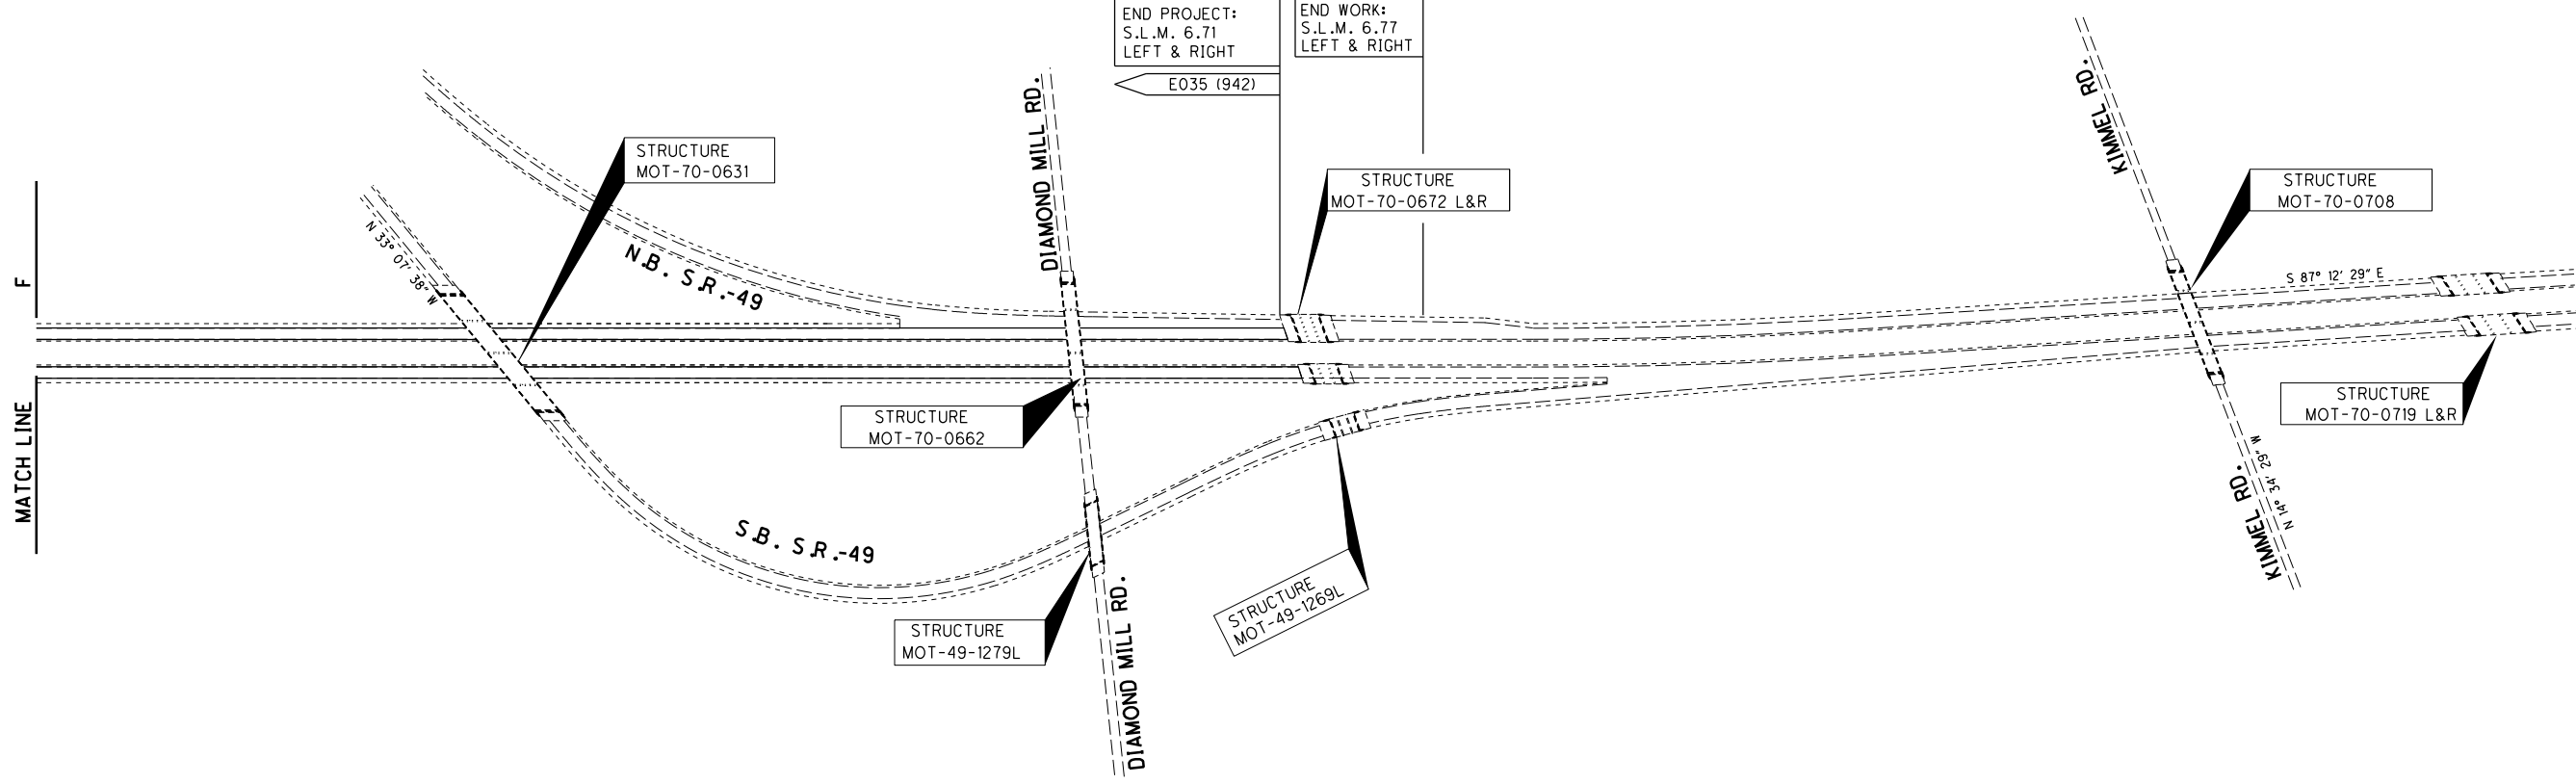 END PROJECT:
S.L.M. 6.71
LEFT & RIGHT
E035 (942)
END WORK:
S.L.M. 6.77
LEFT & RIGHT
STRUCTURE
MOT-70-0631
DIAMOND MILL RD.
STRUCTURE
MOT-70-0672 L&R
KIMMEL RD.
STRUCTURE
MOT-70-0708
N 33° 07' 38" W
N.B. S.R.-49
S 87° 12' 29" E
F
MATCH LINE
STRUCTURE
MOT-70-0662
STRUCTURE
MOT-70-0719 L&R
S.B. S.R.-49
STRUCTURE
MOT-49-1279L
DIAMOND MILL RD.
STRUCTURE
MOT-49-1269L
KIMMEL RD.
N 14° 34' 29" W